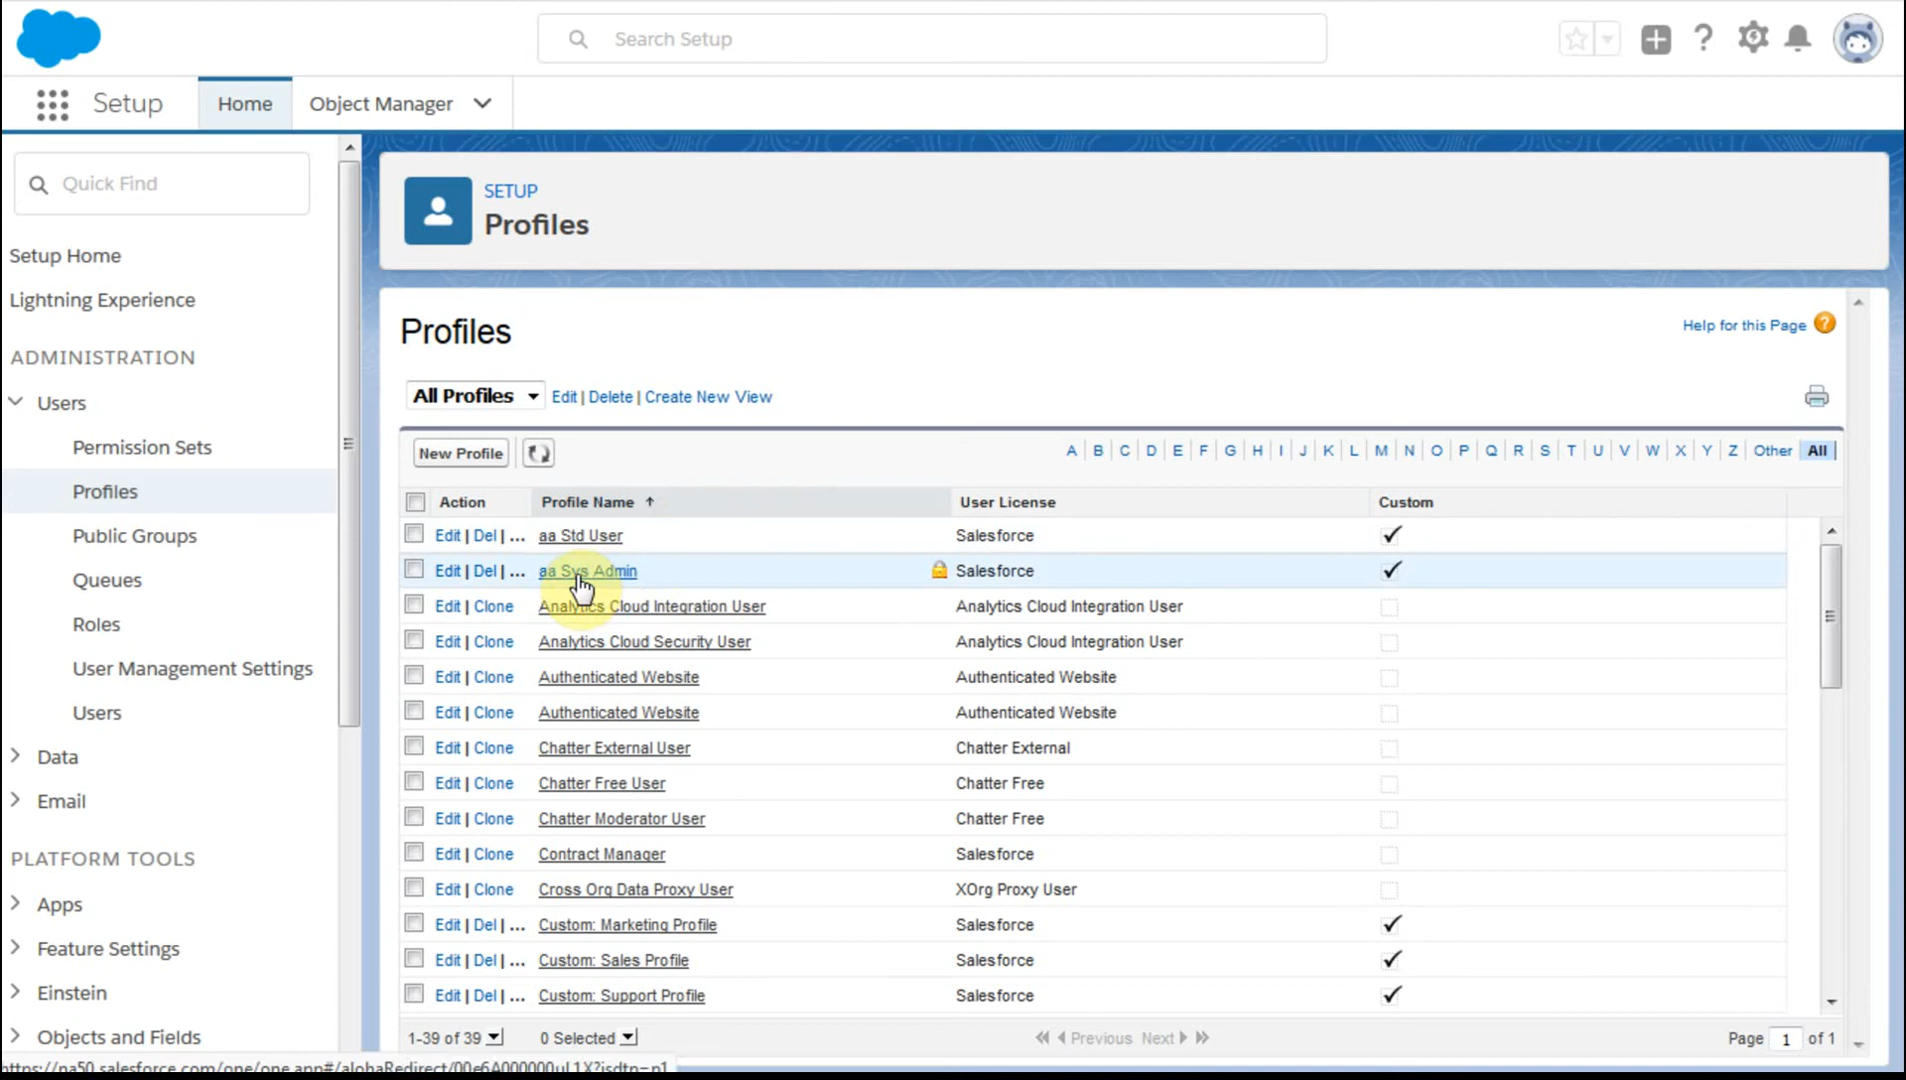 Search Setup
Setup Home Object Manager
Quick Find
Setup Home
Lightning Experience
ADMINISTRATION
Users
Permission Sets
Profiles
Public Groups
Queues
Roles
User Management Settings
Users
Data
Email
PLATFORM TOOLS
Apps
Feature Settings
Einstein
Objects and Fields
SETUP
Profiles
Profiles
Help for this Page ?
All Profiles Edit | Delete | Create New View
New Profile A | B | C | D | E | F | G | H | I | J | K | L | M | N | O | P | Q | R | S | T | U | V | W | X | Y | Z | Other | All
Action Profile Name ↑ User License Custom
Edit | Del | ... aa Std User Salesforce ✓
Edit | Del | ... aa Sys Admin Salesforce ✓
Edit | Clone Analytics Cloud Integration User Analytics Cloud Integration User
Edit | Clone Analytics Cloud Security User Analytics Cloud Integration User
Edit | Clone Authenticated Website Authenticated Website
Edit | Clone Authenticated Website Authenticated Website
Edit | Clone Chatter External User Chatter External
Edit | Clone Chatter Free User Chatter Free
Edit | Clone Chatter Moderator User Chatter Free
Edit | Clone Contract Manager Salesforce
Edit | Clone Cross Org Data Proxy User XOrg Proxy User
Edit | Del | ... Custom: Marketing Profile Salesforce ✓
Edit | Del | ... Custom: Sales Profile Salesforce ✓
Edit | Del | ... Custom: Support Profile Salesforce ✓
1-39 of 39 0 Selected Previous Next Page 1 of 1